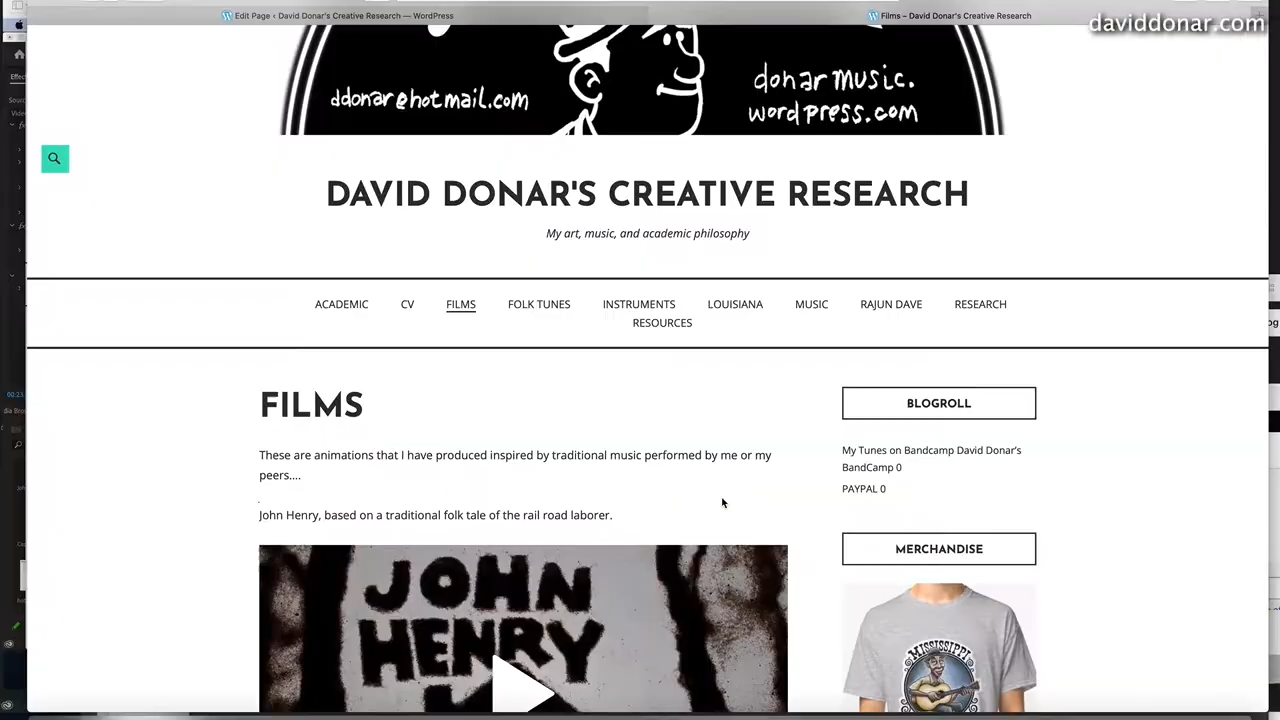 Edit Page ‹ David Donar's Creative Research — WordPress
Films – David Donar's Creative Research
daviddonar.com
ddonar@hotmail.com
donarmusic.
wordpress.com
DAVID DONAR'S CREATIVE RESEARCH
My art, music, and academic philosophy
ACADEMIC CV FILMS FOLK TUNES INSTRUMENTS LOUISIANA MUSIC RAJUN DAVE RESEARCH
RESOURCES
FILMS
These are animations that I have produced inspired by traditional music performed by me or my
peers....
.
John Henry, based on a traditional folk tale of the rail road laborer.
JOHN
HENRY
BLOGROLL
My Tunes on Bandcamp David Donar's
BandCamp 0
PAYPAL 0
MERCHANDISE
MISSISSIPPI